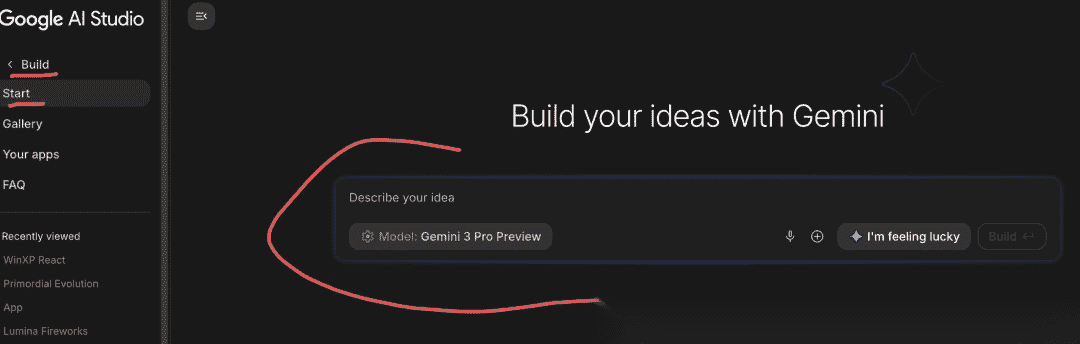 Google AI Studio
Build
Start
Gallery
Your apps
FAQ
Recently viewed
WinXP React
Primordial Evolution
App
Lumina Fireworks
Build your ideas with Gemini
Describe your idea
Model: Gemini 3 Pro Preview
I'm feeling lucky
Build